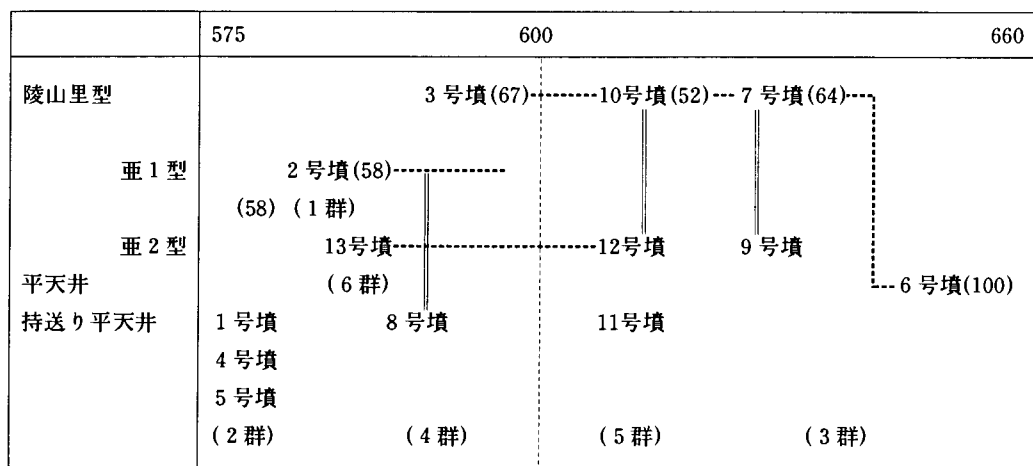 575 600 660
陵山里型 3号墳(67) 10号墳(52) 7号墳(64)
亜1型 2号墳(58)
(58) (1群)
亜2型 13号墳 12号墳 9号墳
平天井 (6群) 6号墳(100)
持送り平天井 1号墳 8号墳 11号墳
4号墳
5号墳
(2群) (4群) (5群) (3群)